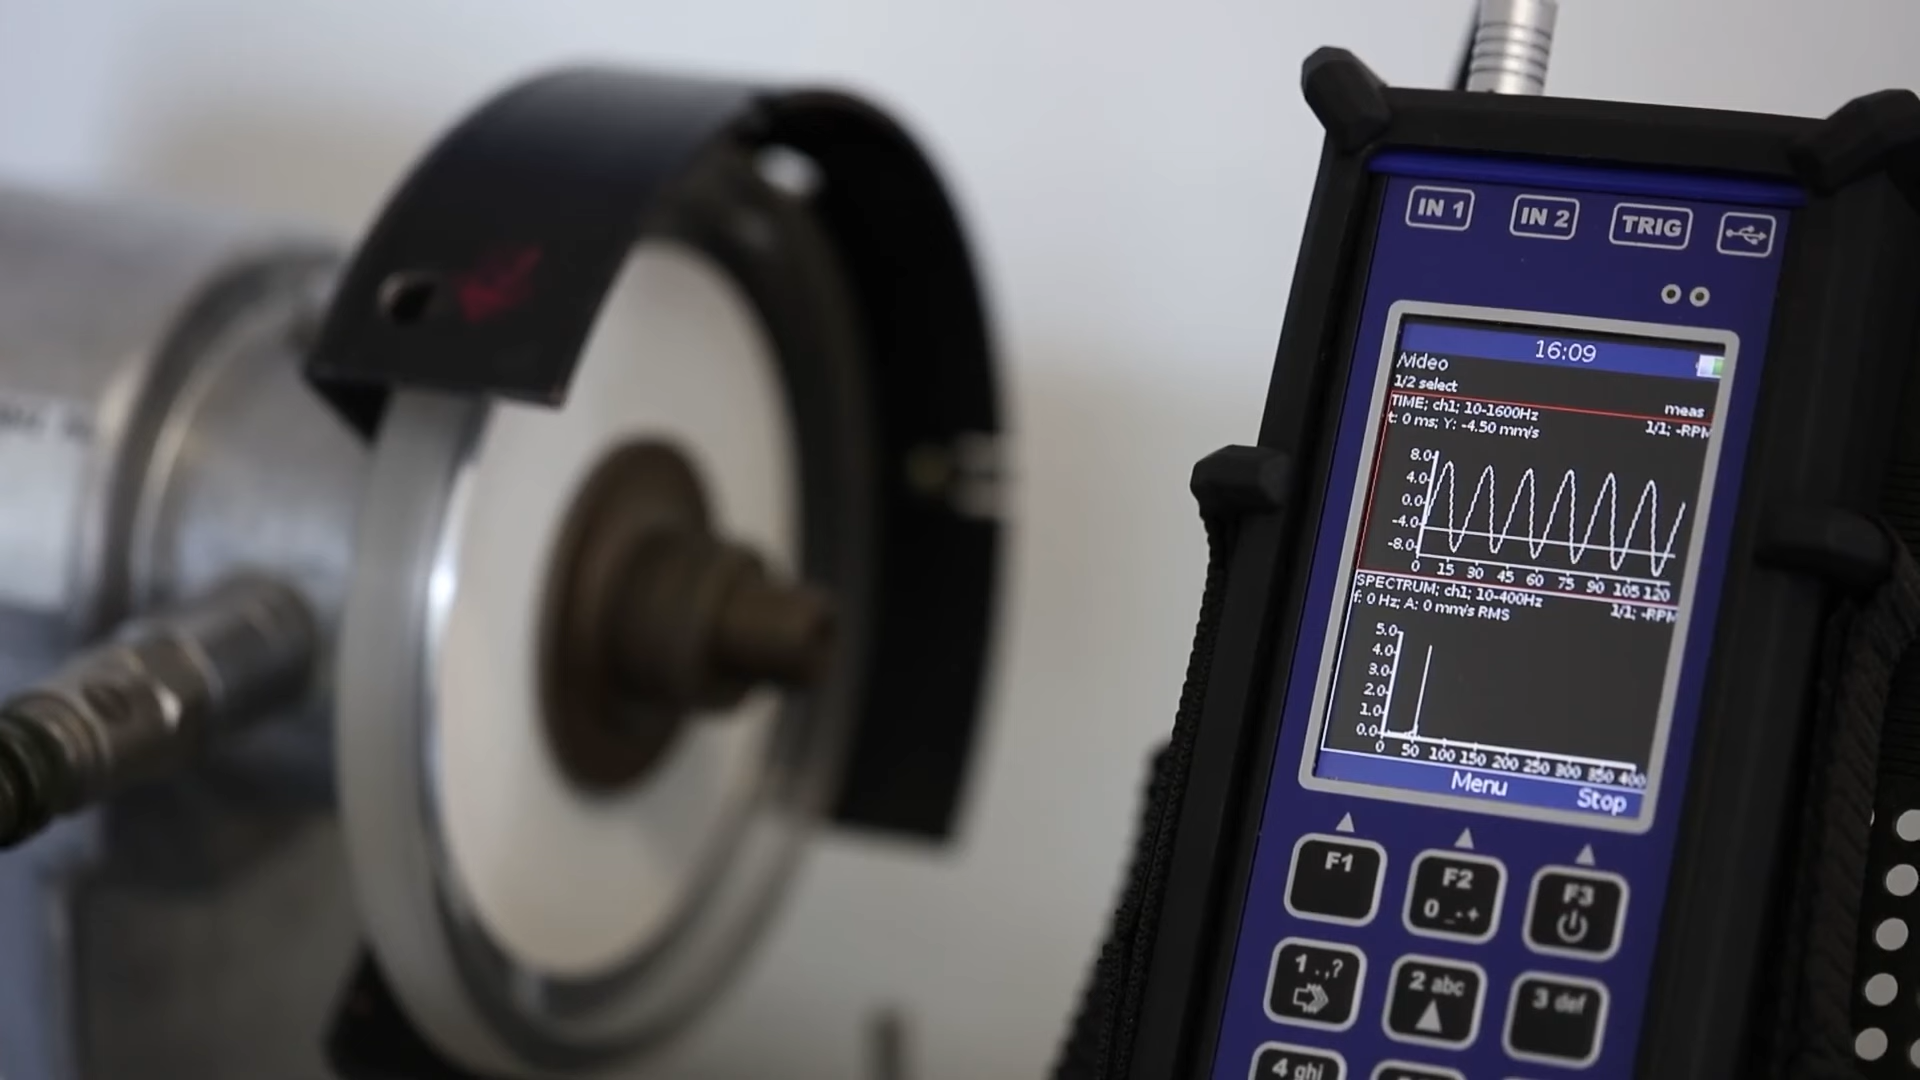 IN 1 IN 2 TRIG
16:09
/video
1/2 select
meas
TIME; ch1; 10-1600Hz
1/1; -RPM
t: 0 ms; Y: -4.50 mm/s
8.0
4.0
0.0
-4.0
-8.0
0 15 30 45 60 75 90 105 120
SPECTRUM; ch1; 10-400Hz
1/1; -RPM
f: 0 Hz; A: 0 mm/s RMS
5.0
4.0
3.0
2.0
1.0
0.0
0 50 100 150 200 250 300 350 400
Menu Stop
F1 F2 F3
0 _-+
1 .,? 2 abc 3 def
4 ghi